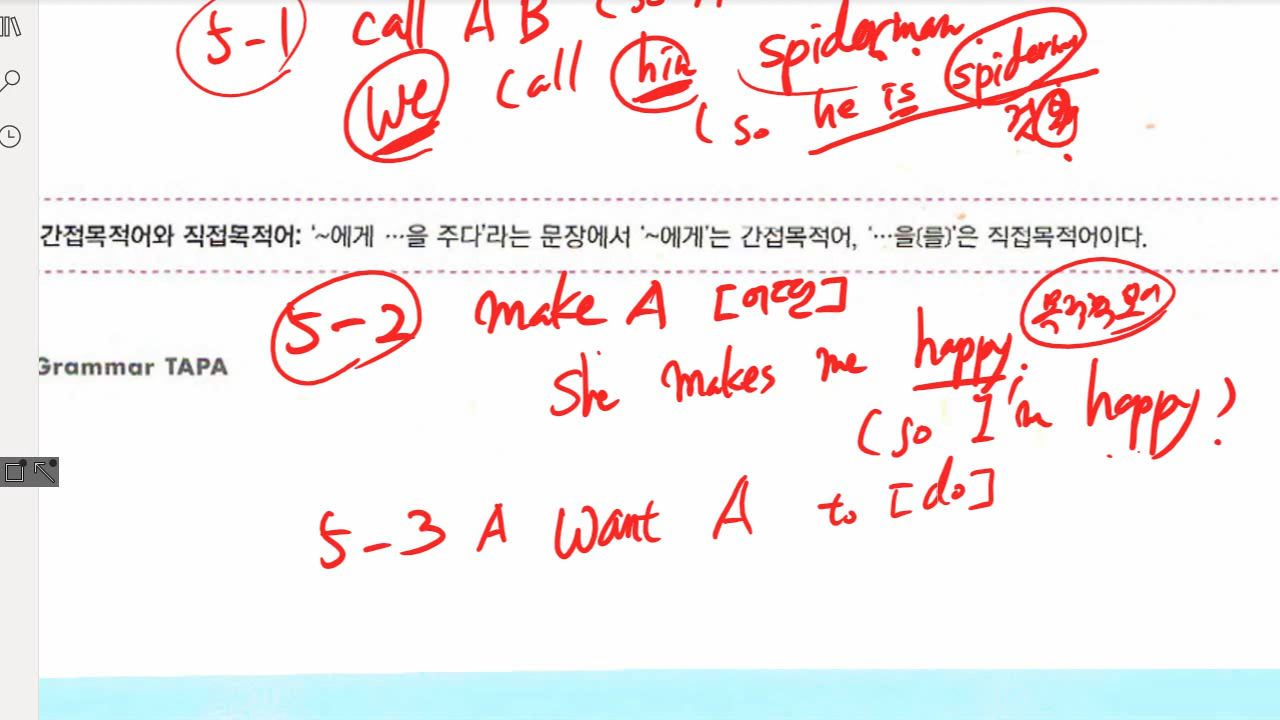 5-1 call A B (so
We call him spiderman
(so he is
간접목적어와 직접목적어: '~에게 …을 주다'라는 문장에서 '~에게'는 간접목적어, '…을(를)'은 직접목적어이다.
5-2 make A [어떤]
목적격보어
Grammar TAPA
She makes me happy.
(so I'm happy)
5-3 A want A to [do]